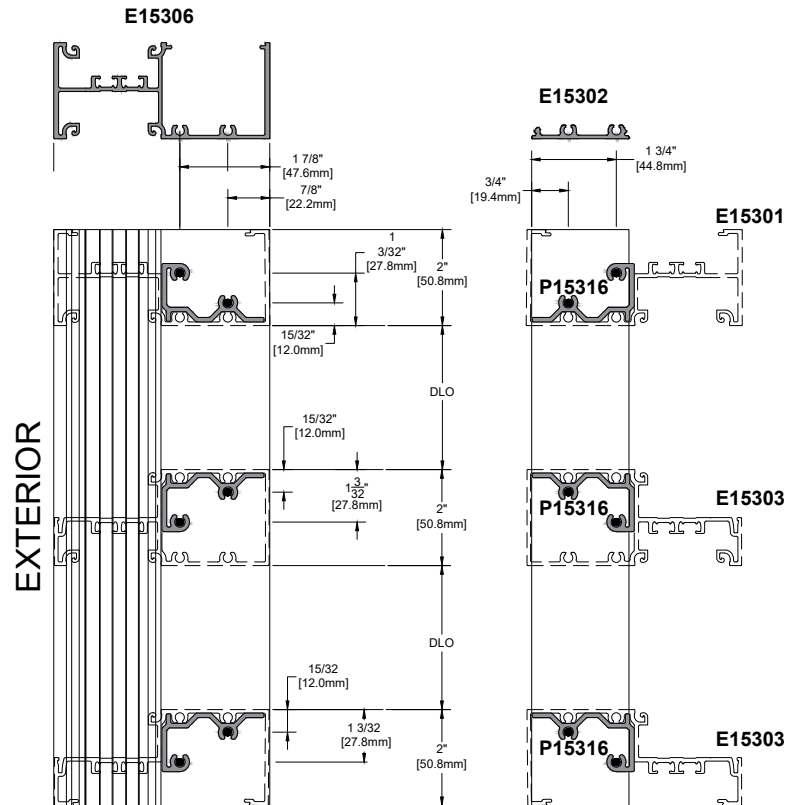 E15306
E15302
1 7/8"
[47.6mm]
7/8"
[22.2mm]
1 3/4"
[44.8mm]
3/4"
[19.4mm]
E15301
1
3/32"
[27.8mm]
2"
[50.8mm]
P15316
15/32"
[12.0mm]
DLO
EXTERIOR
15/32"
[12.0mm]
1 3/32"
[27.8mm]
2"
[50.8mm]
P15316
E15303
DLO
15/32
[12.0mm]
1 3/32
[27.8mm]
2"
[50.8mm]
P15316
E15303